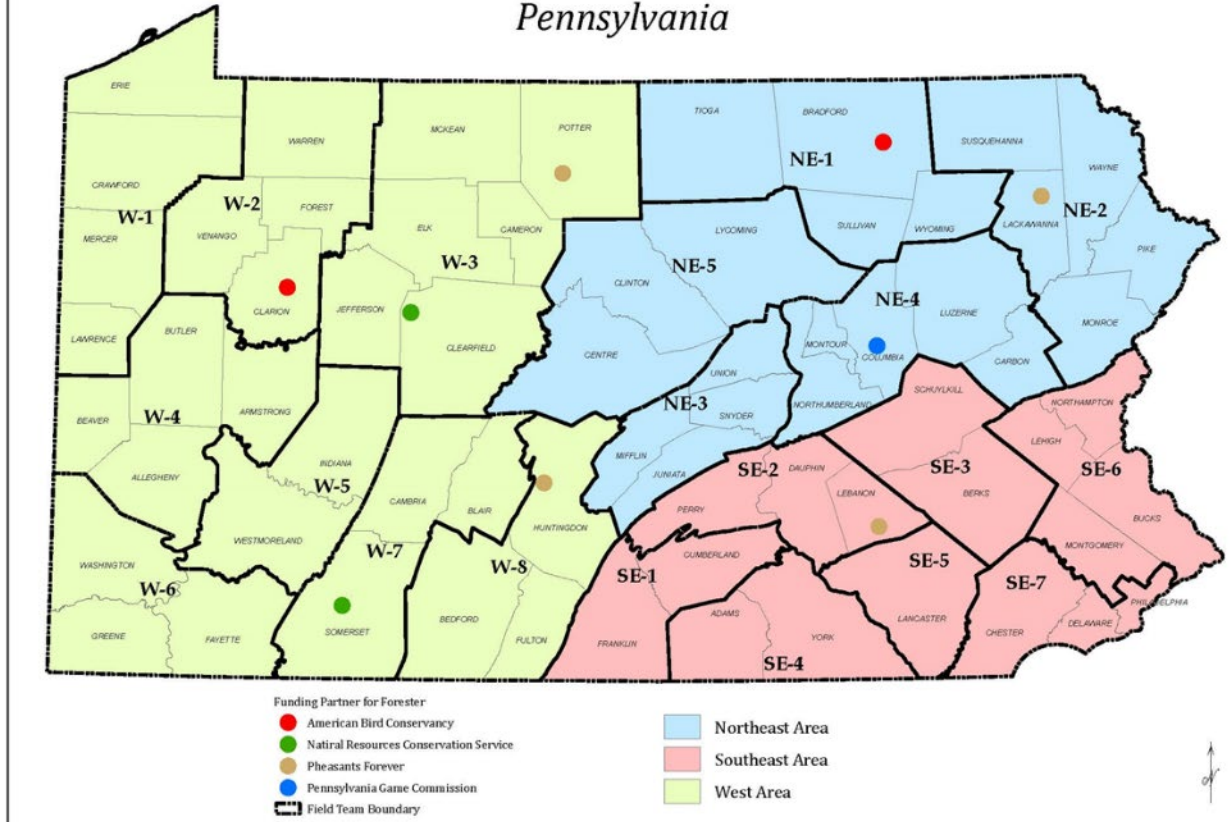 Pennsylvania
ERIE
TIOGA
BRADFORD
MCKEAN
POTTER
WARREN
SUSQUEHANNA
NE-1
WAYNE
CRAWFORD
W-1
W-2
FOREST
LACKAWANNA
NE-2
MERCER
VENANGO
ELK
CAMERON
LYCOMING
SULLIVAN
WYOMING
PIKE
W-3
NE-5
CLINTON
NE-4
CLARION
JEFFERSON
LUZERNE
LAWRENCE
BUTLER
CLEARFIELD
CENTRE
MONTOUR
COLUMBIA
MONROE
CARBON
UNION
BEAVER
W-4
ARMSTRONG
NE-3
SNYDER
NORTHUMBERLAND
SCHUYLKILL
NORTHAMPTON
ALLEGHENY
INDIANA
W-5
MIFFLIN
JUNIATA
SE-2
DAUPHIN
SE-3
LEHIGH
SE-6
CAMBRIA
BLAIR
LEBANON
BERKS
PERRY
HUNTINGDON
BUCKS
WESTMORELAND
W-7
CUMBERLAND
MONTGOMERY
WASHINGTON
W-6
W-8
SE-1
SE-5
SE-7
PHILADELPHIA
GREENE
FAYETTE
SOMERSET
BEDFORD
FULTON
FRANKLIN
ADAMS
YORK
LANCASTER
CHESTER
DELAWARE
SE-4
Funding Partner for Forester
American Bird Conservancy
Natiral Resources Conservation Service
Pheasants Forever
Pennsylvania Game Commission
Field Team Boundary
Northeast Area
Southeast Area
West Area
N